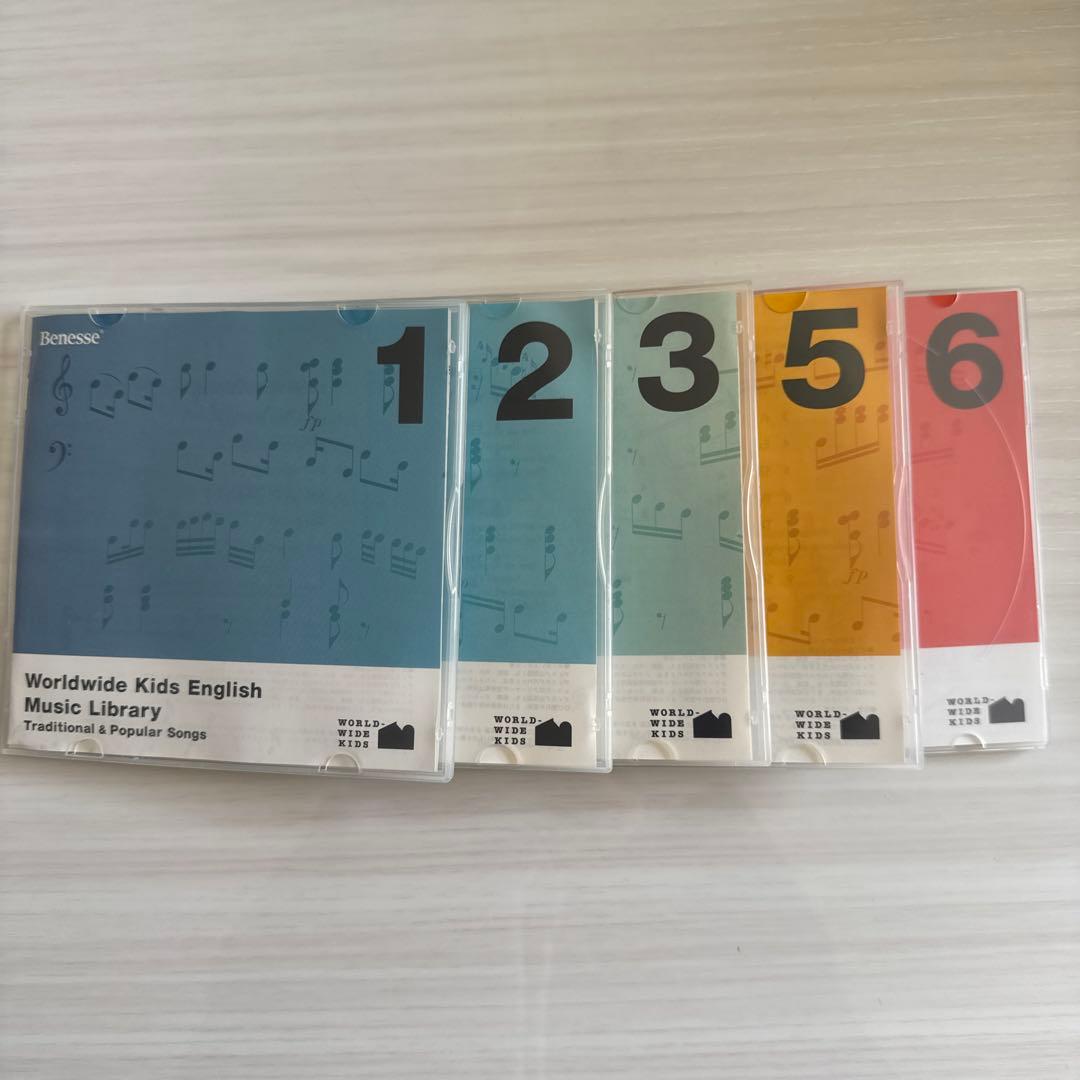 Benesse®
1
Worldwide Kids English
Music Library
Traditional & Popular Songs
WORLD-
WIDE
KIDS
2
WORLD-
WIDE
KIDS
3
WORLD-
WIDE
KIDS
5
WORLD-
WIDE
KIDS
6
WORLD-
WIDE
KIDS